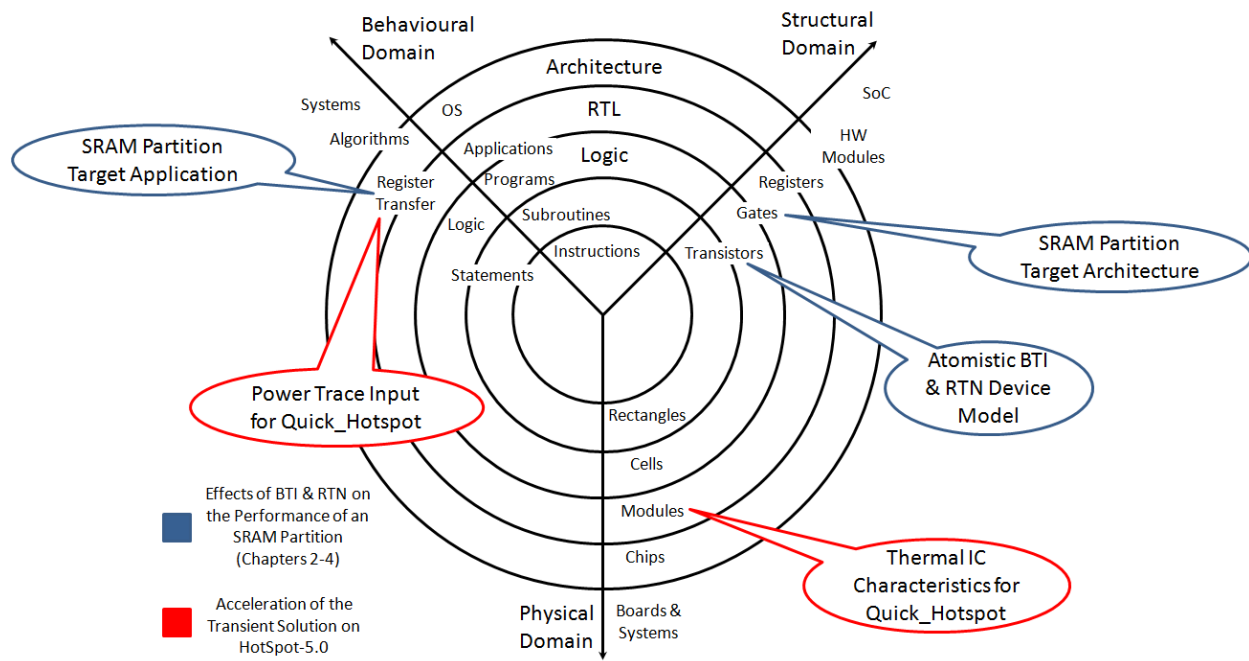 Behavioural
Domain
Structural
Domain
Architecture
Systems
OS
RTL
SoC
Algorithms
HW
Modules
SRAM Partition
Target Application
Applications
Logic
Register
Transfer
Programs
Registers
Logic
Subroutines
Gates
Instructions
Transistors
Statements
SRAM Partition
Target Architecture
Atomistic BTI
& RTN Device
Model
Power Trace Input
for Quick_Hotspot
Rectangles
Cells
Modules
Chips
Effects of BTI & RTN on
the Performance of an
SRAM Partition
(Chapters 2-4)
Thermal IC
Characteristics for
Quick_Hotspot
Acceleration of the
Transient Solution on
HotSpot-5.0
Physical
Domain
Boards &
Systems